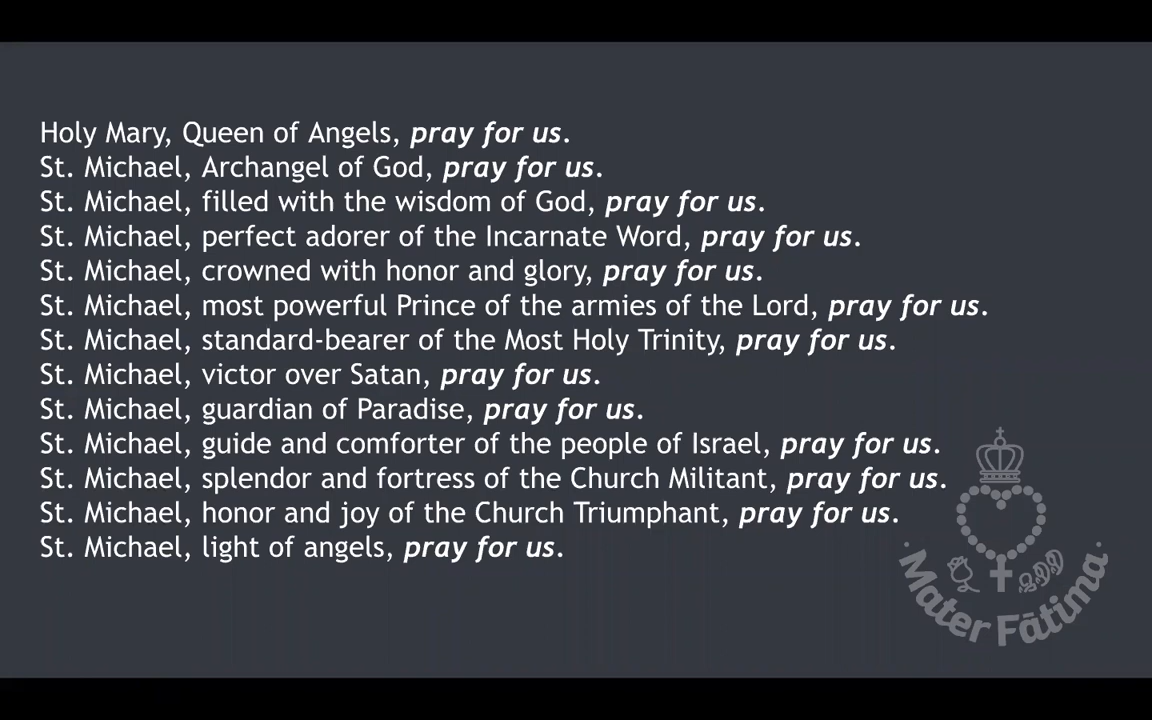 Holy Mary, Queen of Angels, pray for us.
St. Michael, Archangel of God, pray for us.
St. Michael, filled with the wisdom of God, pray for us.
St. Michael, perfect adorer of the Incarnate Word, pray for us.
St. Michael, crowned with honor and glory, pray for us.
St. Michael, most powerful Prince of the armies of the Lord, pray for us.
St. Michael, standard-bearer of the Most Holy Trinity, pray for us.
St. Michael, victor over Satan, pray for us.
St. Michael, guardian of Paradise, pray for us.
St. Michael, guide and comforter of the people of Israel, pray for us.
St. Michael, splendor and fortress of the Church Militant, pray for us.
St. Michael, honor and joy of the Church Triumphant, pray for us.
St. Michael, light of angels, pray for us.
· Mater Fātima ·